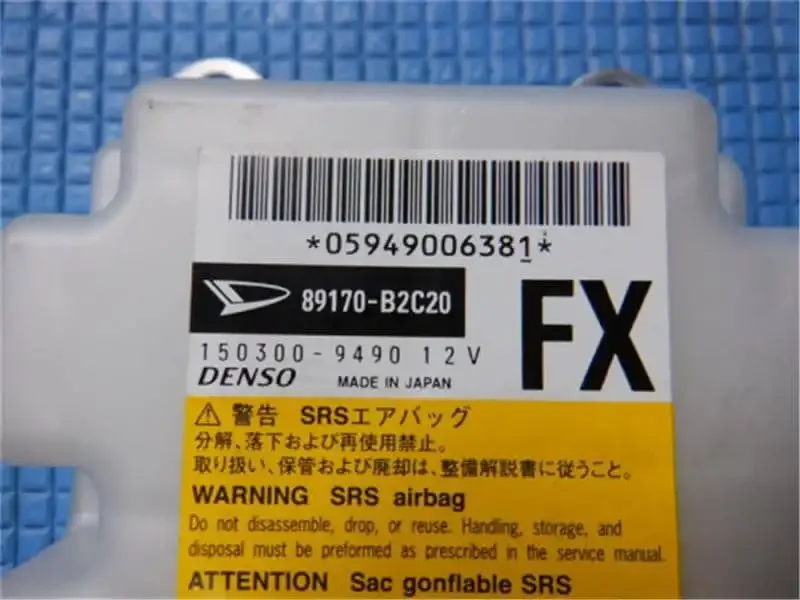 *05949006381*
89170-B2C20
FX
150300-9490 12V
DENSO MADE IN JAPAN
⚠ 警告 SRSエアバッグ
分解、落下および再使用禁止。
取り扱い、保管および廃却は、整備解説書に従うこと。
WARNING SRS airbag
Do not disassemble, drop, or reuse. Handling, storage, and
disposal must be preformed as prescribed in the service manual.
ATTENTION Sac gonflable SRS